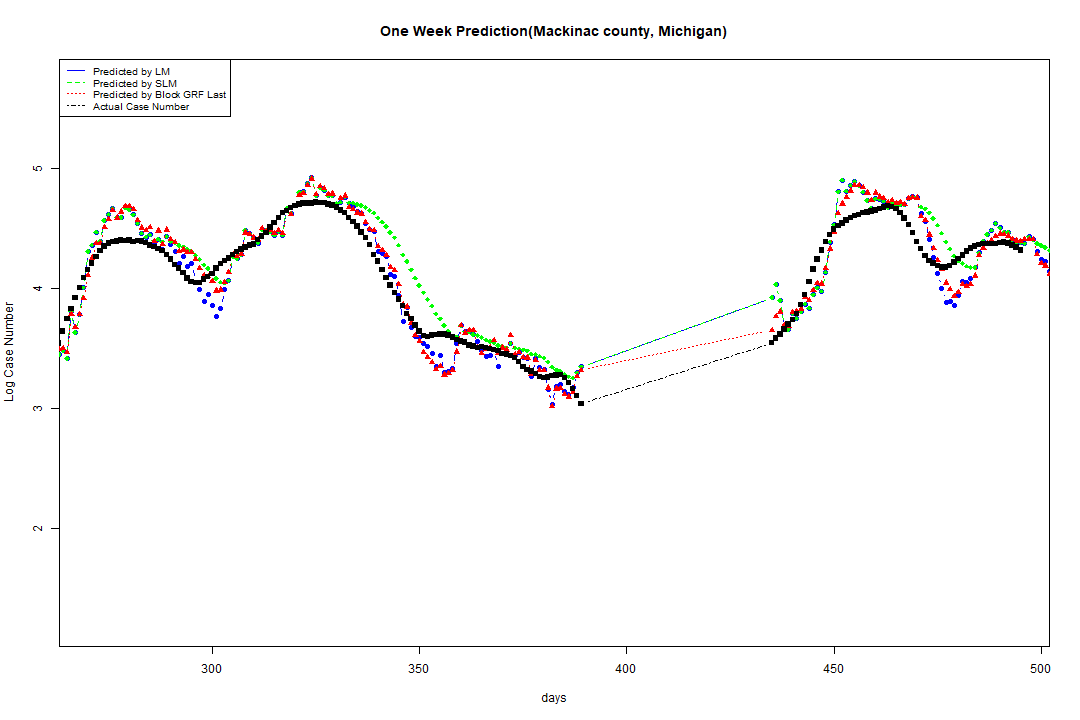 One Week Prediction(Mackinac county, Michigan)
Predicted by LM
Predicted by SLM
Predicted by Block GRF Last
Actual Case Number
5
4
3
2
Log Case Number
300
350
400
450
500
days